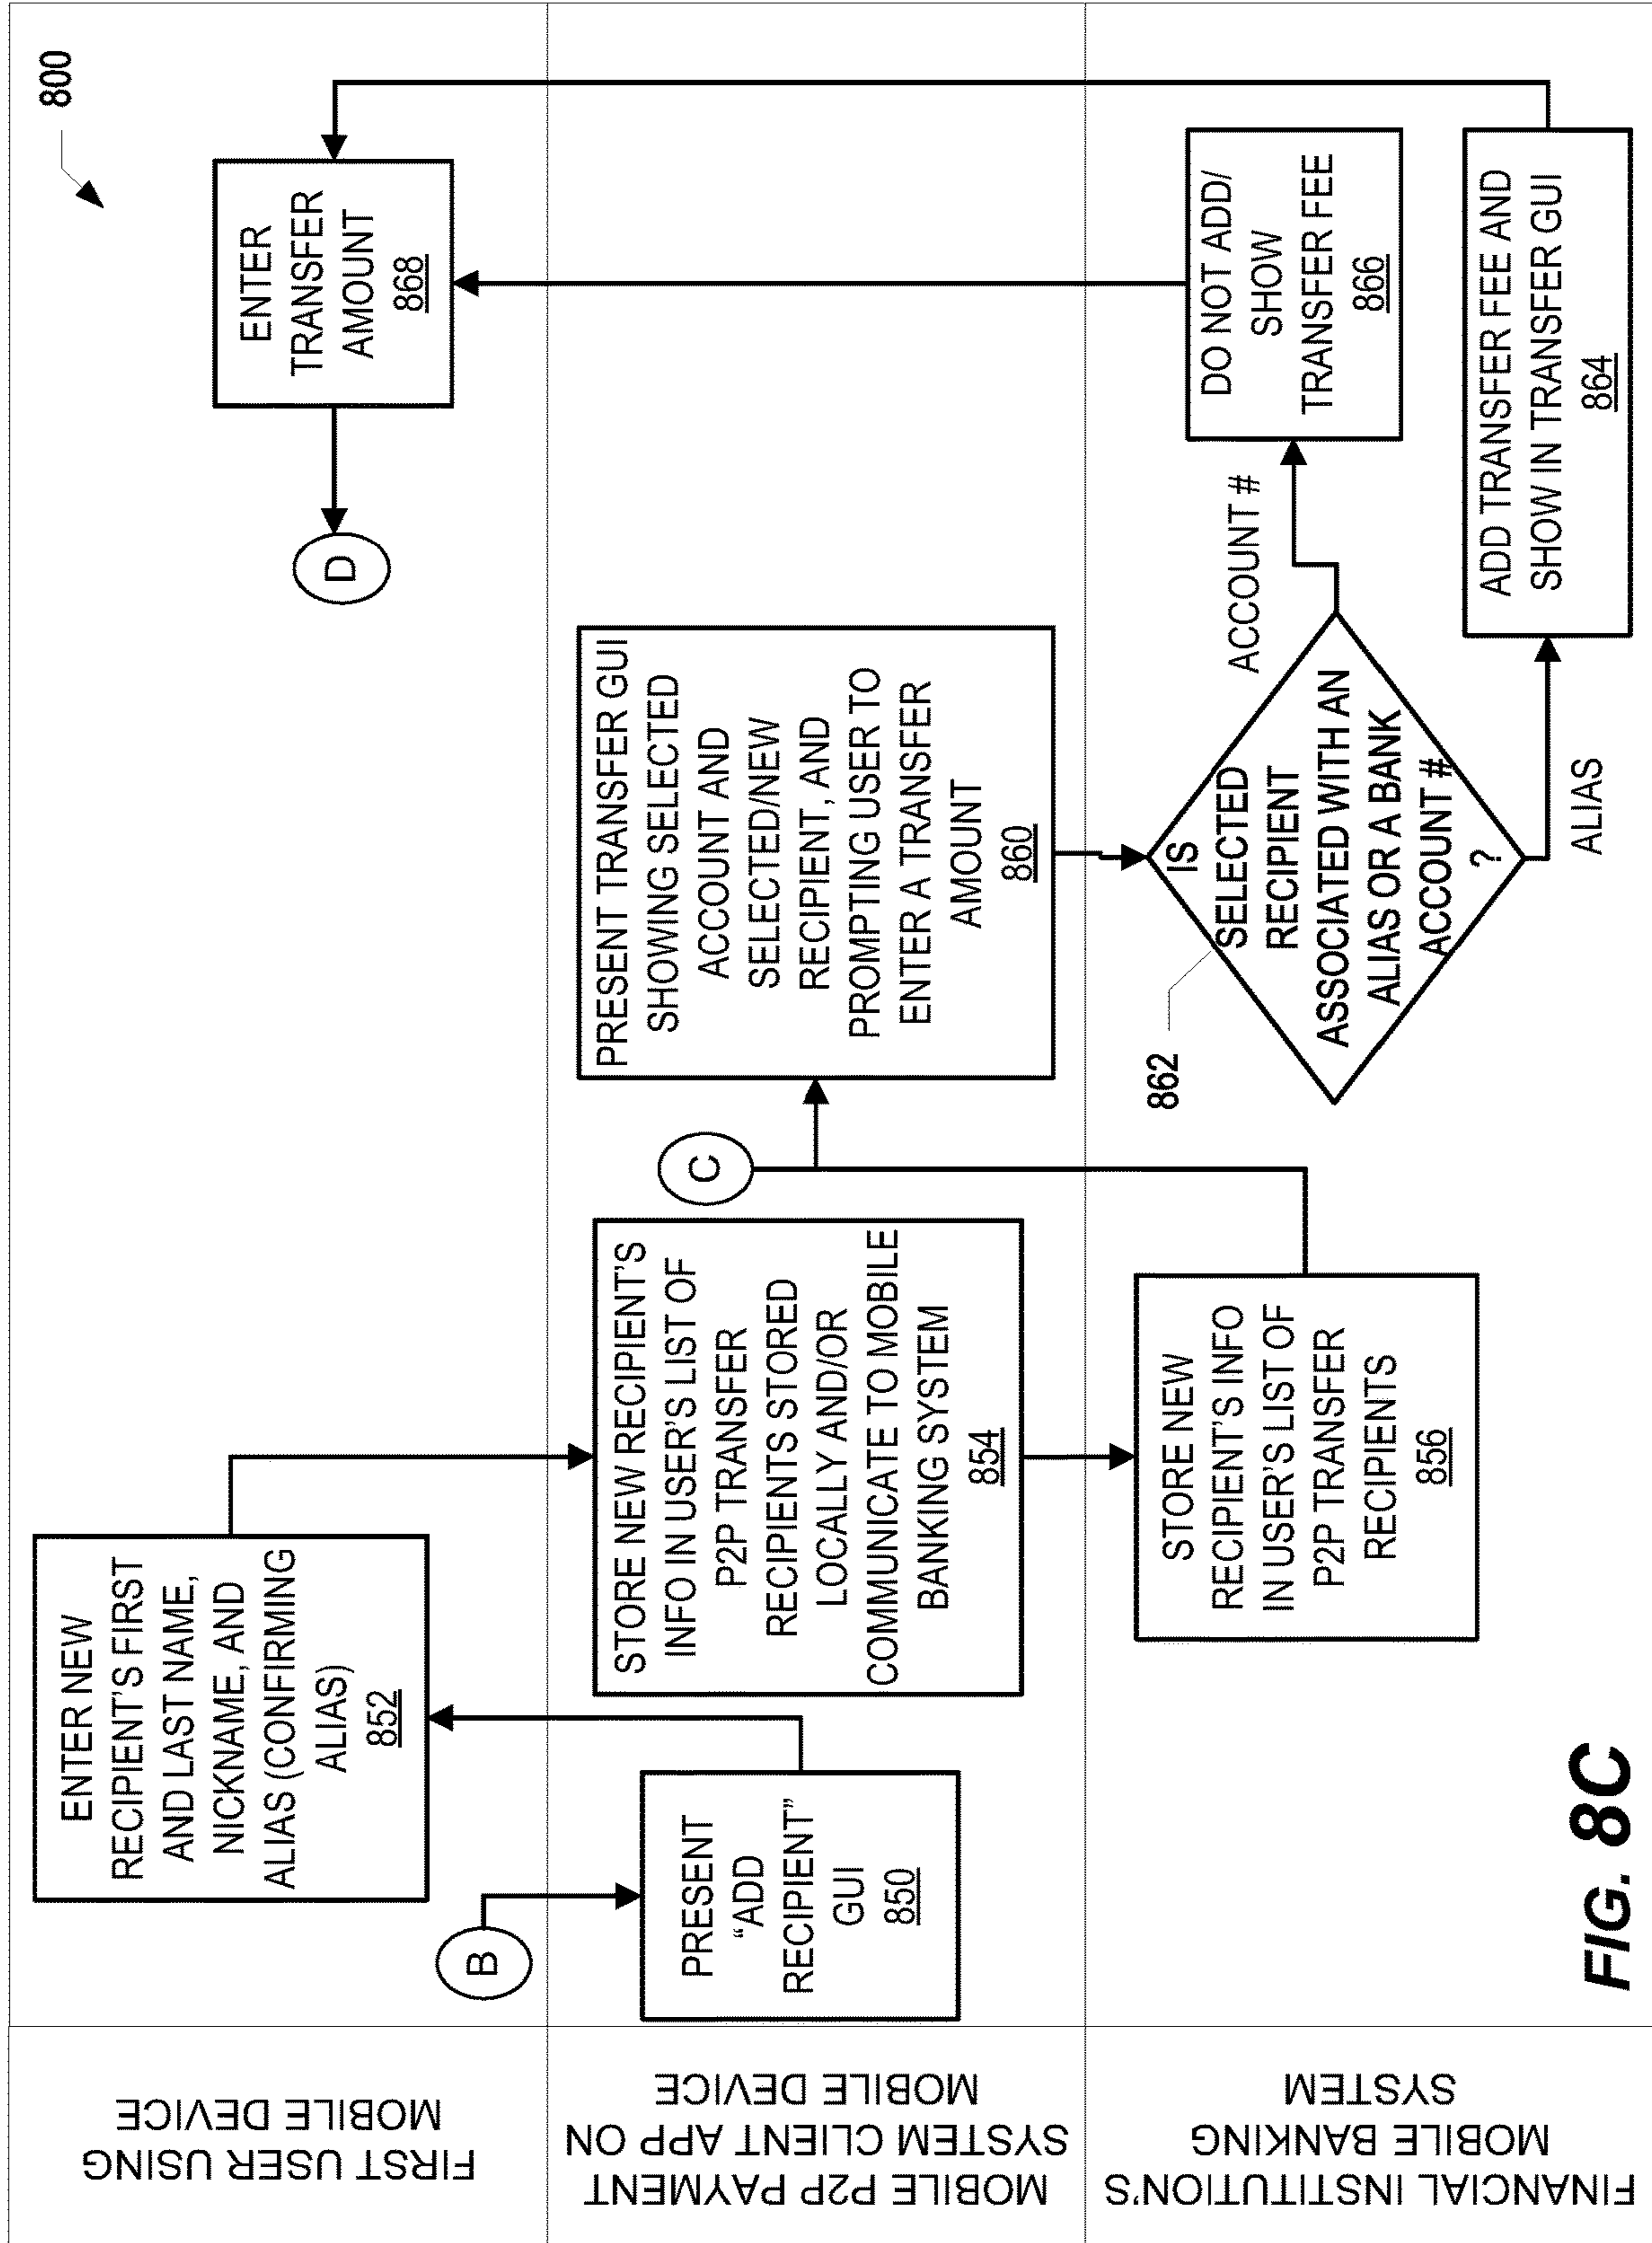 800
FIRST USER USING
MOBILE DEVICE
ENTER NEW
RECIPIENT'S FIRST
AND LAST NAME,
NICKNAME, AND
ALIAS (CONFIRMING
ALIAS)
852
ENTER
TRANSFER
AMOUNT
868
D
B
MOBILE P2P PAYMENT
SYSTEM CLIENT APP ON
MOBILE DEVICE
PRESENT
“ADD
RECIPIENT”
GUI
850
STORE NEW RECIPIENT'S
INFO IN USER'S LIST OF
P2P TRANSFER
RECIPIENTS STORED
LOCALLY AND/OR
COMMUNICATE TO MOBILE
BANKING SYSTEM
854
C
PRESENT TRANSFER GUI
SHOWING SELECTED
ACCOUNT AND
SELECTED/NEW
RECIPIENT, AND
PROMPTING USER TO
ENTER A TRANSFER
AMOUNT
860
FINANCIAL INSTITUTION'S
MOBILE BANKING
SYSTEM
STORE NEW
RECIPIENT'S INFO
IN USER'S LIST OF
P2P TRANSFER
RECIPIENTS
856
862
IS
SELECTED
RECIPIENT
ASSOCIATED WITH AN
ALIAS OR A BANK
ACCOUNT #
?
ACCOUNT #
DO NOT ADD/
SHOW
TRANSFER FEE
866
ALIAS
ADD TRANSFER FEE AND
SHOW IN TRANSFER GUI
864
FIG. 8C